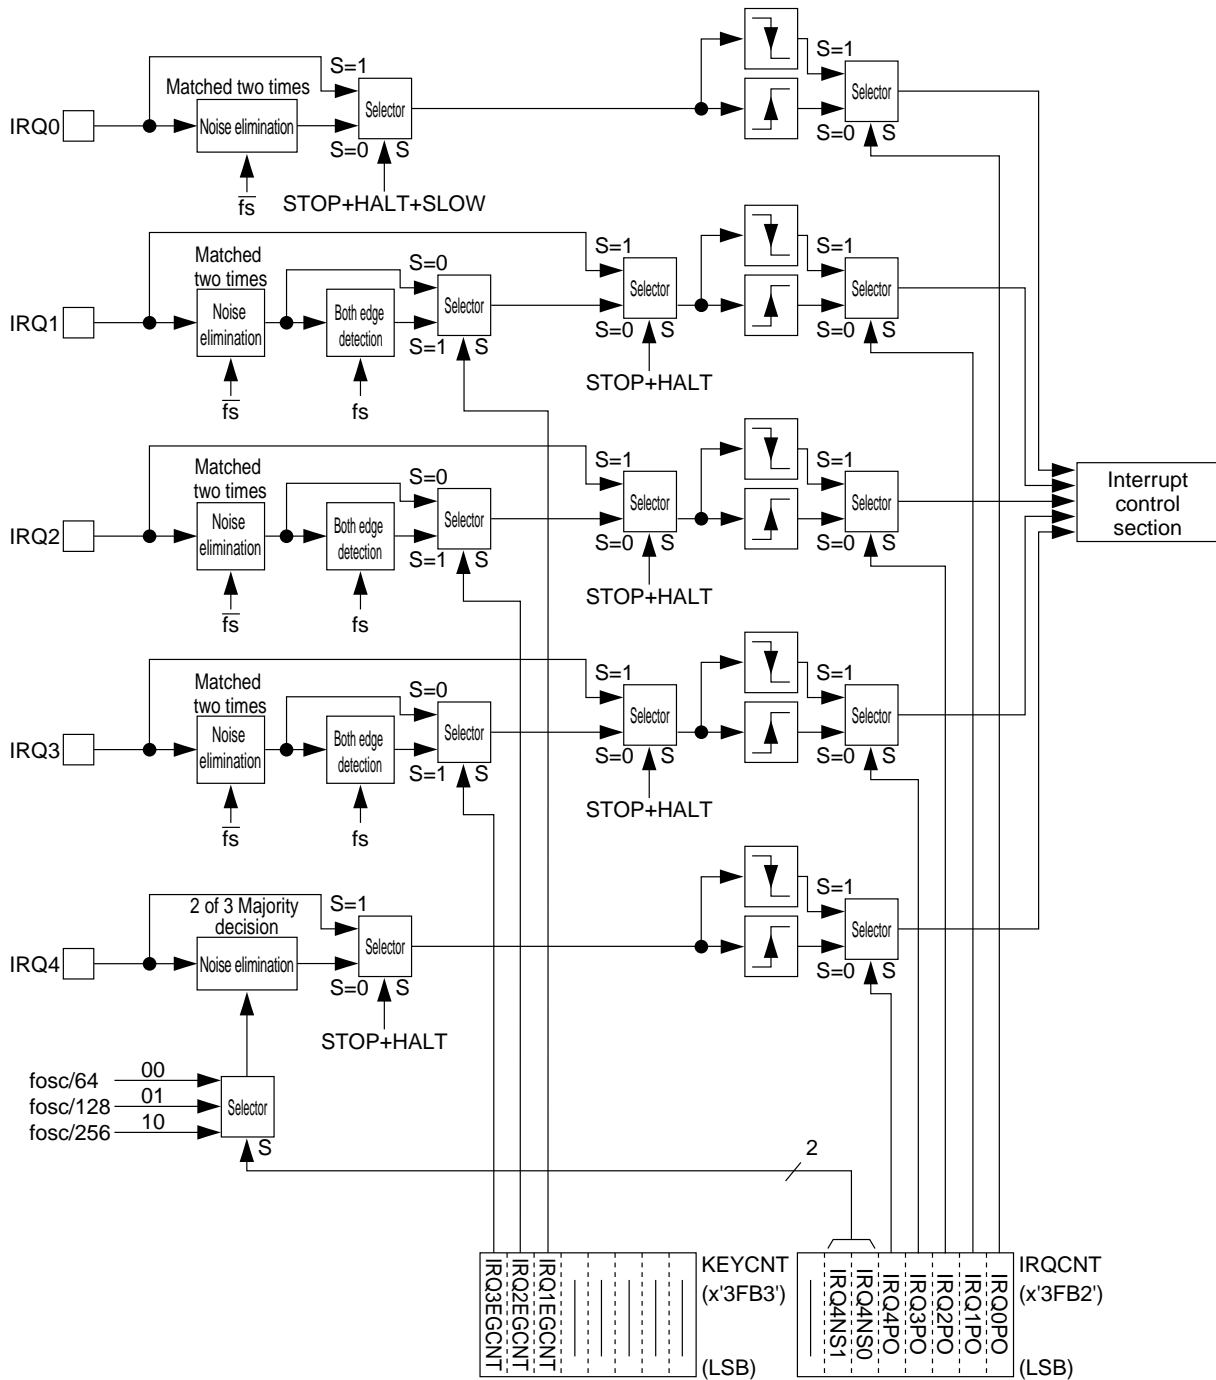 S=1
Matched two times
Noise elimination
Selector
IRQ0
S=0
S
fs
STOP+HALT+SLOW
S=1
Selector
S=0
S
Matched
two times
Noise
elimination
Both edge
detection
IRQ1
S=0
Selector
S=1
S
fs
fs
S=1
Selector
S=0
S
STOP+HALT
S=1
Selector
S=0
S
Matched
two times
Noise
elimination
Both edge
detection
IRQ2
S=0
Selector
S=1
S
fs
fs
S=1
Selector
S=0
S
STOP+HALT
S=1
Selector
S=0
S
Interrupt
control
section
Matched
two times
Noise
elimination
Both edge
detection
IRQ3
S=0
Selector
S=1
S
fs
fs
S=1
Selector
S=0
S
STOP+HALT
S=1
Selector
S=0
S
2 of 3 Majority
decision
Noise elimination
IRQ4
S=1
Selector
S=0
S
STOP+HALT
S=1
Selector
S=0
S
fosc/64
00
fosc/128
01
fosc/256
10
Selector
S
2
IRQ3EGCNT
IRQ2EGCNT
IRQ1EGCNT
KEYCNT
(x'3FB3')
(LSB)
IRQ4NS1
IRQ4NS0
IRQ4PO
IRQ3PO
IRQ2PO
IRQ1PO
IRQ0PO
IRQCNT
(x'3FB2')
(LSB)